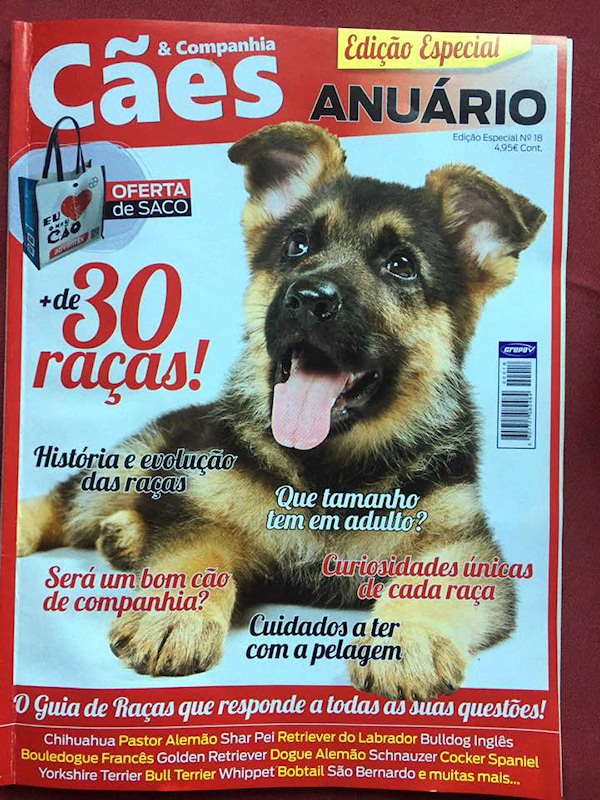 Cães
& Companhia
Edição Especial
ANUÁRIO
Edição Especial Nº 18
4,95€ Cont.
EU
CÃO
advantix
OFERTA
de SACO
+de 30
raças!
GRUPOV
História e evolução
das raças
Que tamanho
tem em adulto?
Será um bom cão
de companhia?
Curiosidades únicas
de cada raça
Cuidados a ter
com a pelagem
O Guia de Raças que responde a todas as suas questões!
Chihuahua Pastor Alemão Shar Pei Retriever do Labrador Bulldog Inglês
Bouledogue Francês Golden Retriever Dogue Alemão Schnauzer Cocker Spaniel
Yorkshire Terrier Bull Terrier Whippet Bobtail São Bernardo e muitas mais...